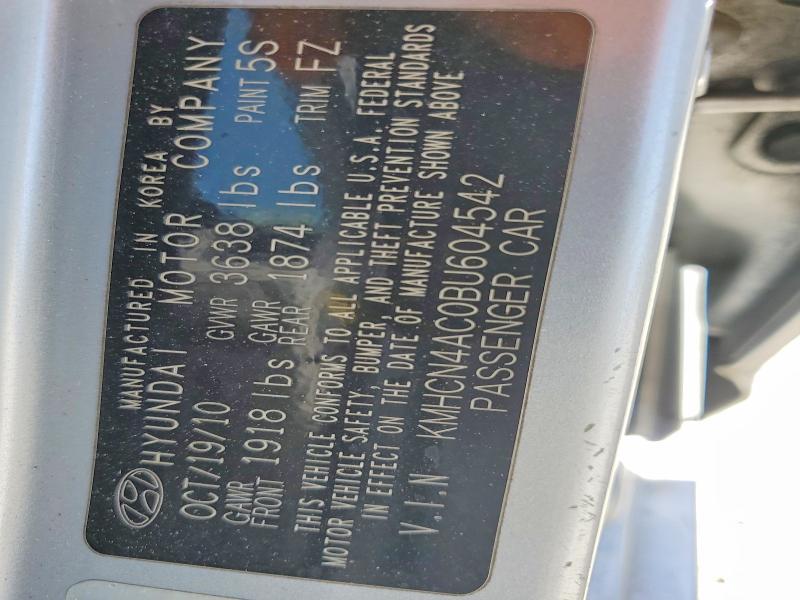 MANUFACTURED IN KOREA BY
HYUNDAI MOTOR COMPANY
OCT/19/10 GVWR 3638 lbs PAINT 5S
GAWR FRONT 1918 lbs GAWR REAR 1874 lbs TRIM FZ
THIS VEHICLE CONFORMS TO ALL APPLICABLE U.S.A. FEDERAL
MOTOR VEHICLE SAFETY, BUMPER, AND THEFT PREVENTION STANDARDS
IN EFFECT ON THE DATE OF MANUFACTURE SHOWN ABOVE
V.I.N KMHCN4AC0BU604542
PASSENGER CAR